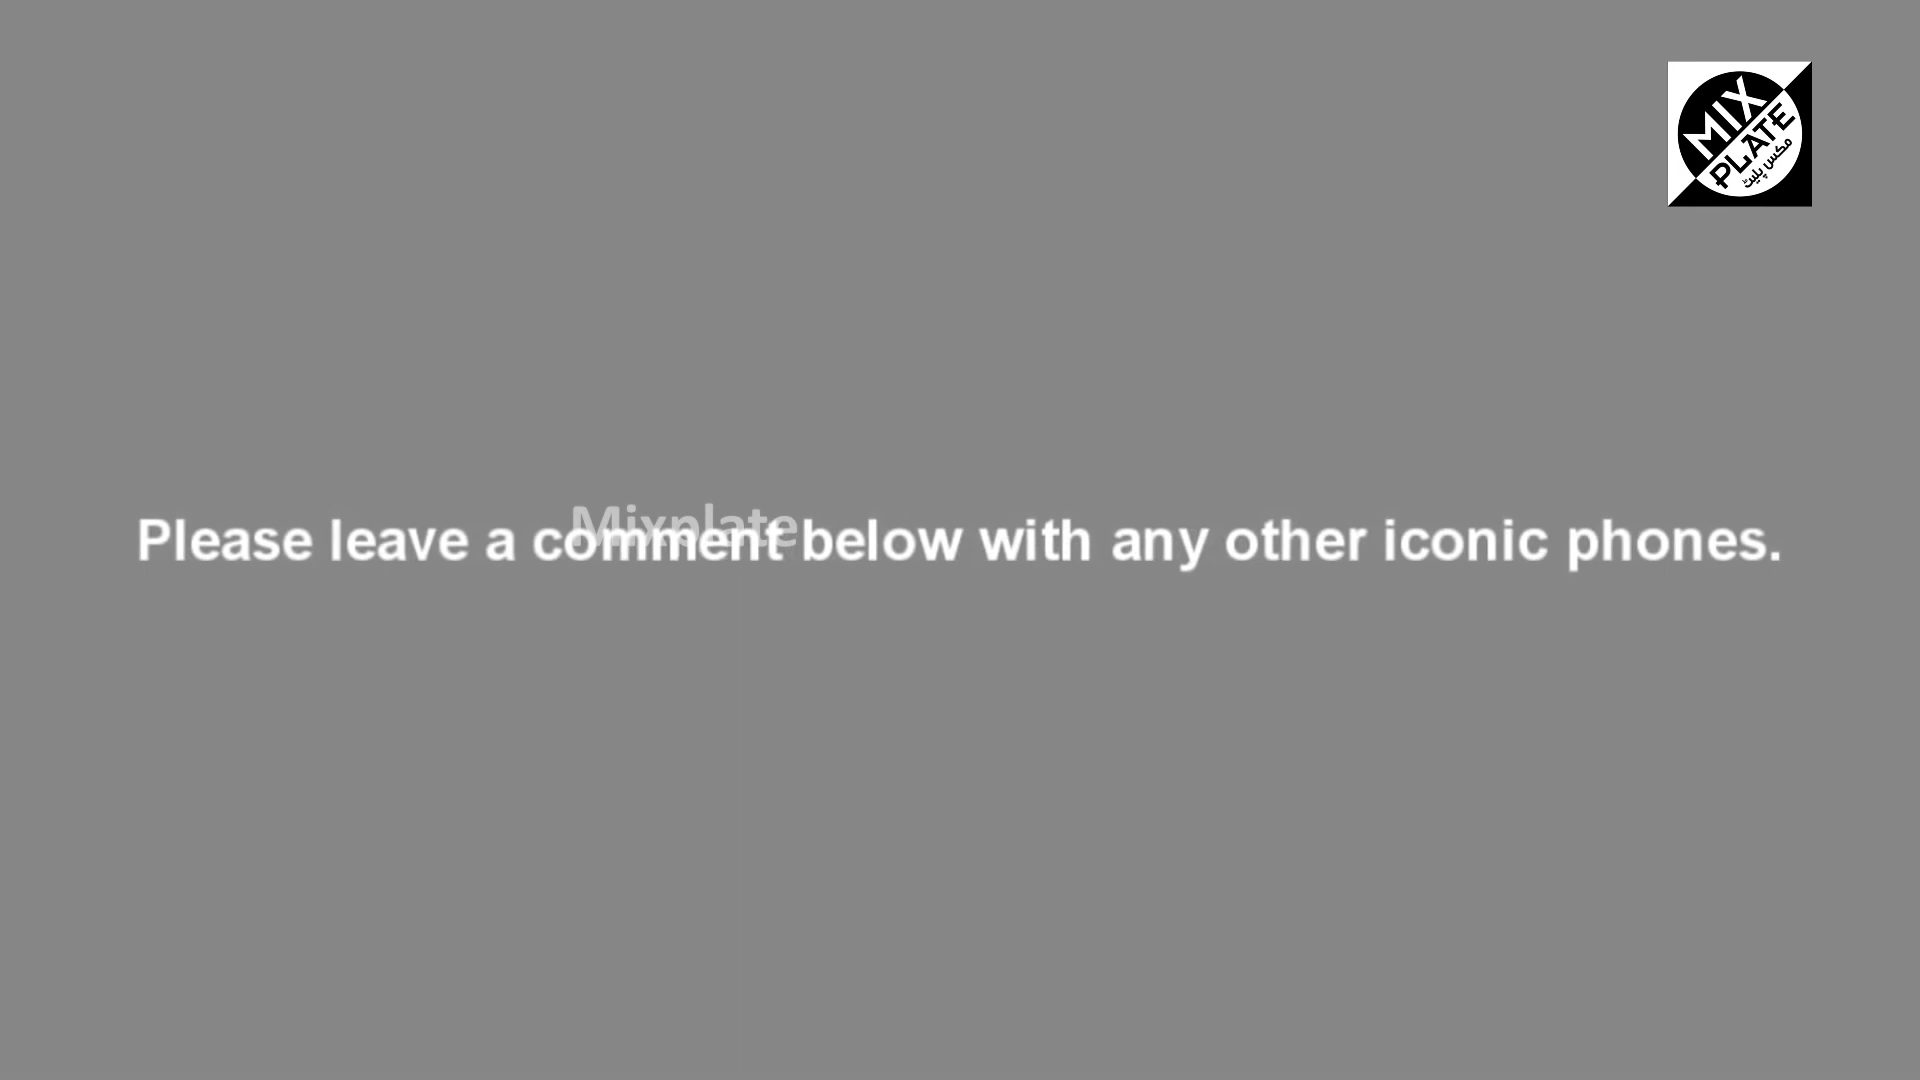 MIX
PLATE
مکس پلیٹ
Mixplate
Please leave a comment below with any other iconic phones.